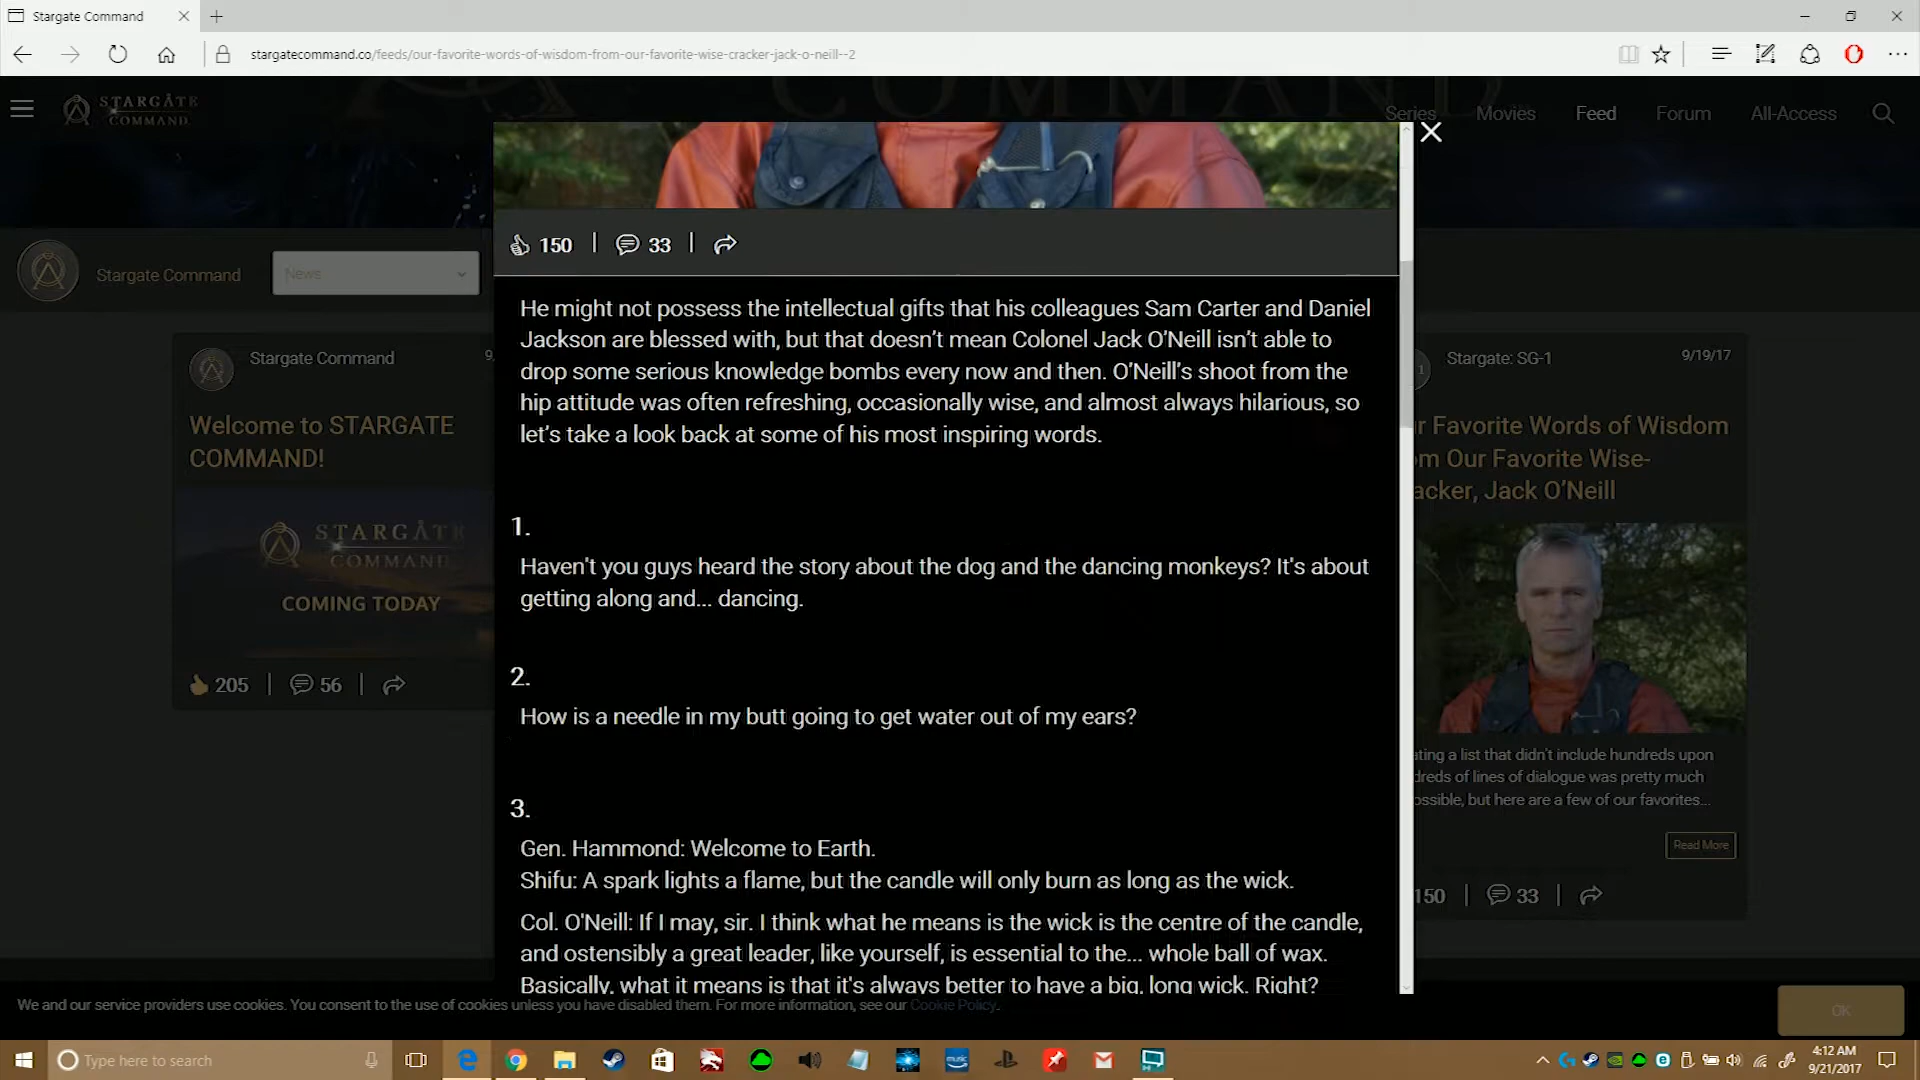 Stargate Command
stargatecommand.co/feeds/our-favorite-words-of-wisdom-from-our-favorite-wise-cracker-jack-o-neill--2
COMMAND
STARGATE
COMMAND.
Series
Movies
Feed
Forum
All-Access
Stargate Command
News
150
33
He might not possess the intellectual gifts that his colleagues Sam Carter and Daniel
Jackson are blessed with, but that doesn't mean Colonel Jack O'Neill isn't able to
drop some serious knowledge bombs every now and then. O'Neill's shoot from the
hip attitude was often refreshing, occasionally wise, and almost always hilarious, so
let's take a look back at some of his most inspiring words.
1.
Haven't you guys heard the story about the dog and the dancing monkeys? It's about
getting along and... dancing.
2.
How is a needle in my butt going to get water out of my ears?
3.
Gen. Hammond: Welcome to Earth.
Shifu: A spark lights a flame, but the candle will only burn as long as the wick.
Col. O'Neill: If I may, sir. I think what he means is the wick is the centre of the candle,
and ostensibly a great leader, like yourself, is essential to the... whole ball of wax.
Basically, what it means is that it's always better to have a big, long wick. Right?
Stargate Command
9.
Welcome to STARGATE
COMMAND!
STARGÅTE
COMMAND
COMING TODAY
205
56
1
Stargate: SG-1
9/19/17
r Favorite Words of Wisdom
m Our Favorite Wise-
acker, Jack O'Neill
ating a list that didn't include hundreds upon
dreds of lines of dialogue was pretty much
ossible, but here are a few of our favorites...
Read More
150
33
We and our service providers use cookies. You consent to the use of cookies unless you have disabled them. For more information, see our Cookie Policy.
OK
Type here to search
music
4:12 AM
9/21/2017